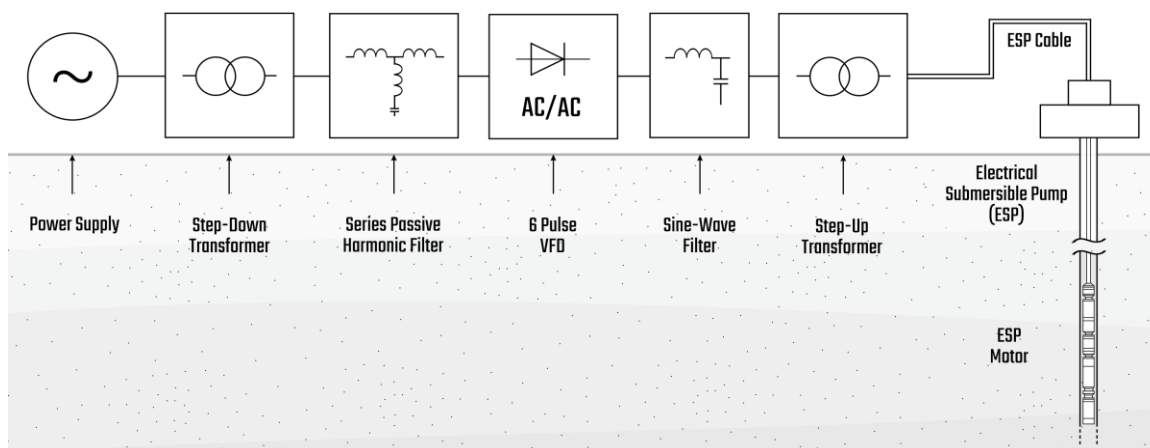 ESP Cable
AC/AC
Power Supply
Step-Down
Transformer
Series Passive
Harmonic Filter
6 Pulse
VFD
Sine-Wave
Filter
Step-Up
Transformer
Electrical
Submersible Pump
(ESP)
ESP
Motor